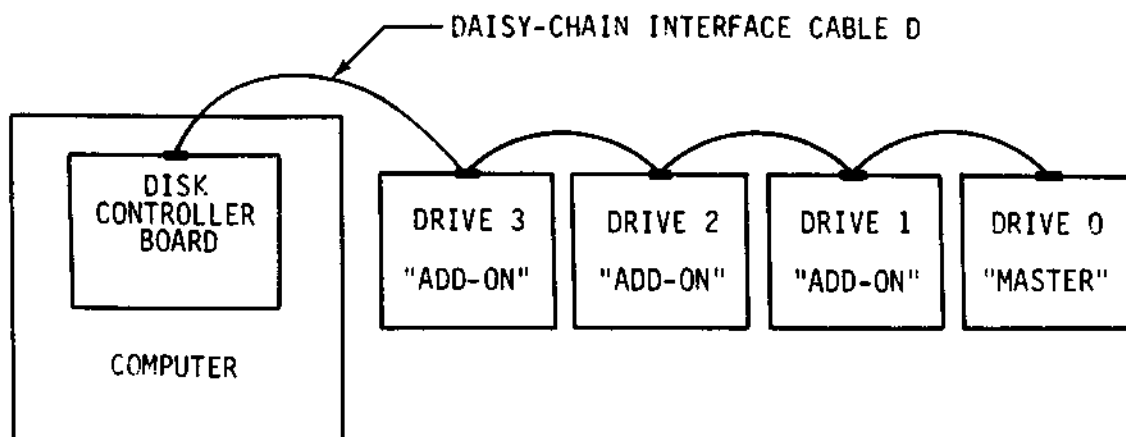 DAISY-CHAIN INTERFACE CABLE D
DISK
CONTROLLER
BOARD
COMPUTER
DRIVE 3
"ADD-ON"
DRIVE 2
"ADD-ON"
DRIVE 1
"ADD-ON"
DRIVE 0
"MASTER"